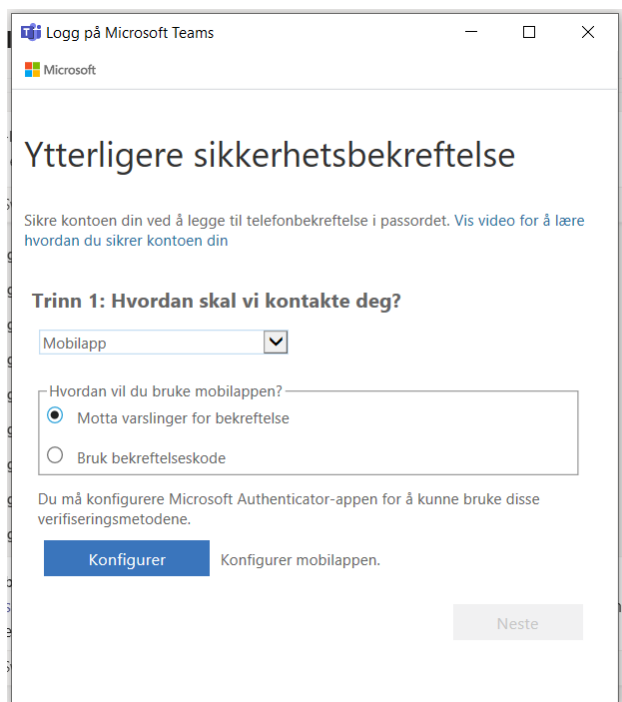 Logg på Microsoft Teams
Microsoft
Ytterligere sikkerhetsbekreftelse
Sikre kontoen din ved å legge til telefonbekreftelse i passordet. Vis video for å lære
hvordan du sikrer kontoen din
Trinn 1: Hvordan skal vi kontakte deg?
Mobilapp
Hvordan vil du bruke mobilappen?
Motta varslinger for bekreftelse
Bruk bekreftelseskode
Du må konfigurere Microsoft Authenticator-appen for å kunne bruke disse
verifiseringsmetodene.
Konfigurer
Konfigurer mobilappen.
Neste